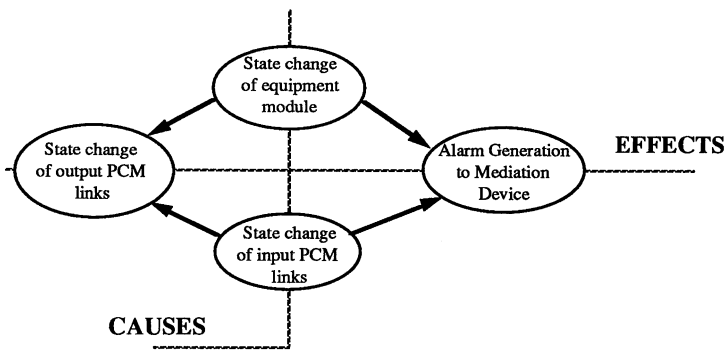 State change
of equipment
module
State change
of output PCM
links
Alarm Generation
to Mediation
Device
EFFECTS
State change
of input PCM
links
CAUSES